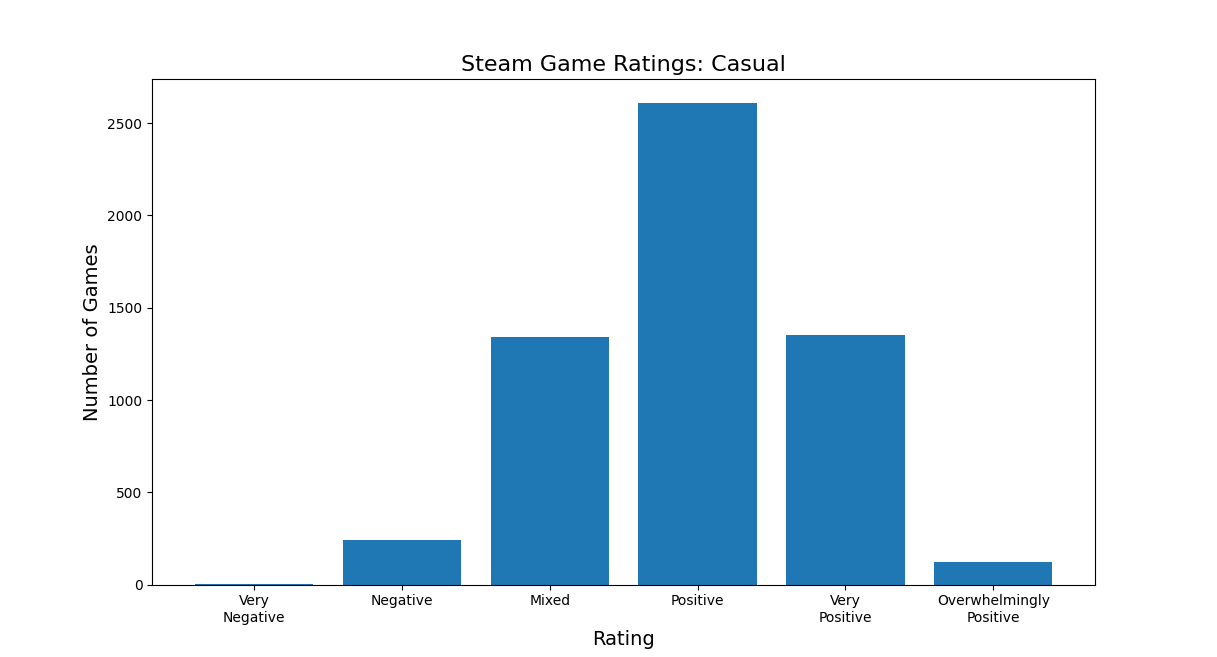 Steam Game Ratings: Casual
Number of Games
2500
2000
1500
1000
500
0
Very
Negative
Negative
Mixed
Positive
Very
Positive
Overwhelmingly
Positive
Rating